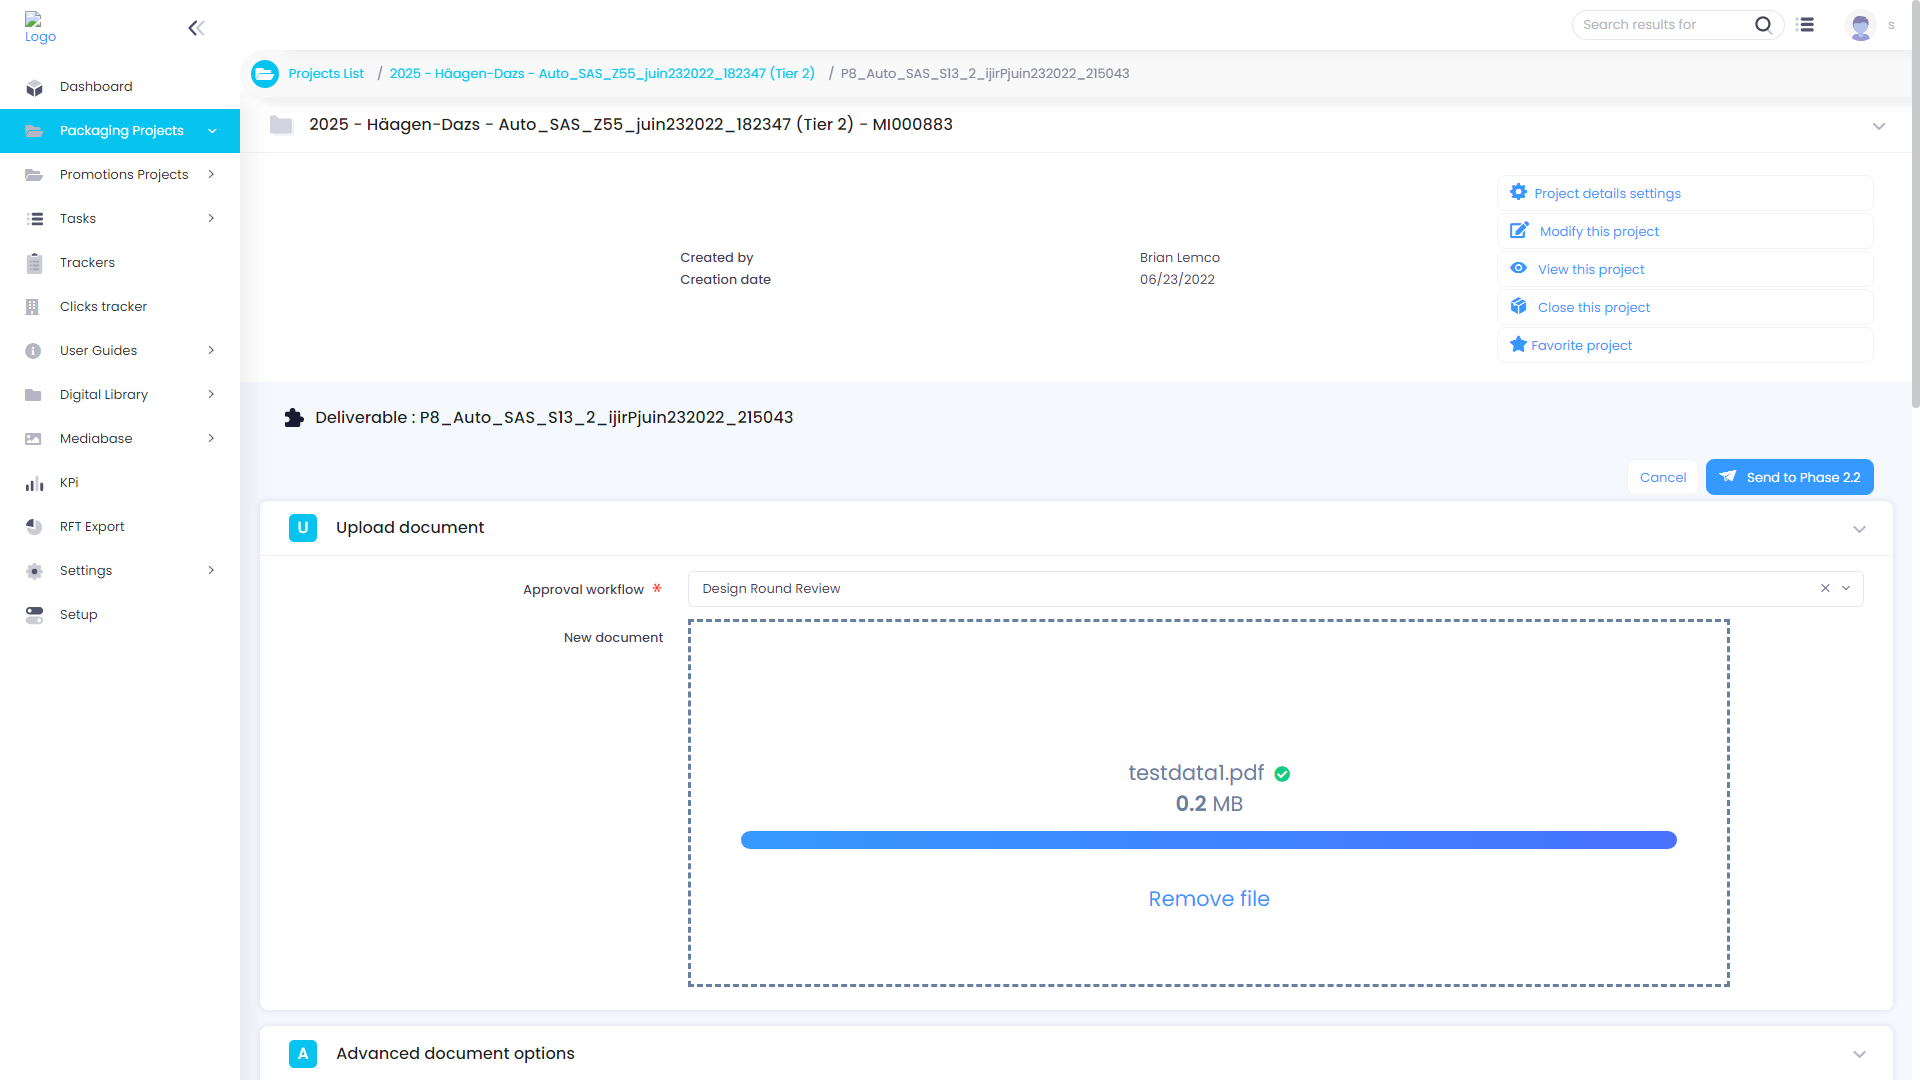 Logo
Search results for
s
Dashboard
Packaging Projects
Promotions Projects
Tasks
Trackers
Clicks tracker
User Guides
Digital Library
Mediabase
KPi
RFT Export
Settings
Setup
Projects List / 2025 - Häagen-Dazs - Auto_SAS_Z55_juin232022_182347 (Tier 2) / P8_Auto_SAS_S13_2_ijirPjuin232022_215043
2025 - Häagen-Dazs - Auto_SAS_Z55_juin232022_182347 (Tier 2) - MI000883
Created by Brian Lemco
Creation date 06/23/2022
Project details settings
Modify this project
View this project
Close this project
Favorite project
Deliverable : P8_Auto_SAS_S13_2_ijirPjuin232022_215043
Cancel
Send to Phase 2.2
U Upload document
Approval workflow * Design Round Review
New document
testdata1.pdf
0.2 MB
Remove file
A Advanced document options